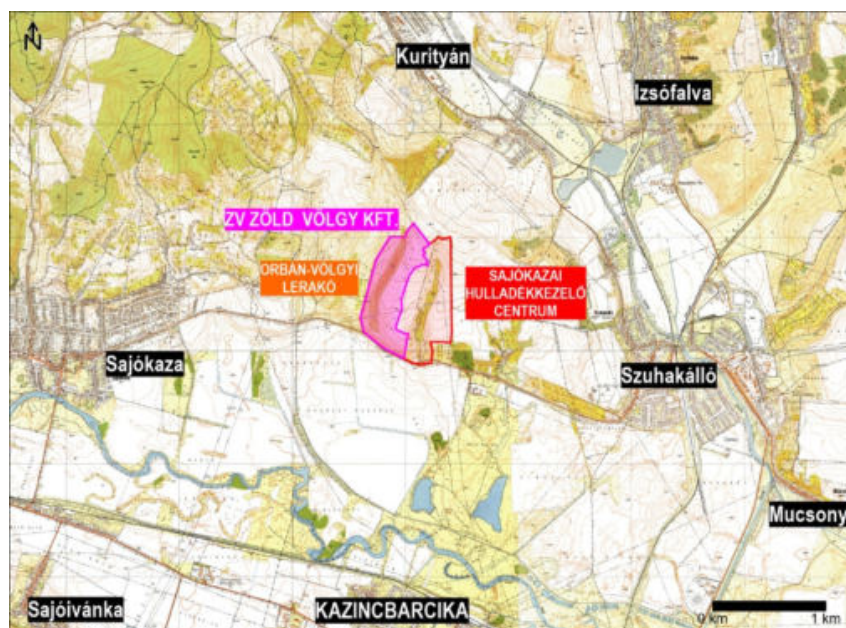 Kurityán
Izsófalva
ZV ZÖLD VÖLGY KFT.
ORBÁN-VÖLGYI
LERAKÓ
SAJÓKAZAI
HULLADÉKKEZELŐ
CENTRUM
Sajókaza
Szuhakálló
Mucsony
Sajóivánka
KAZINCBARCIKA
0 km
1 km